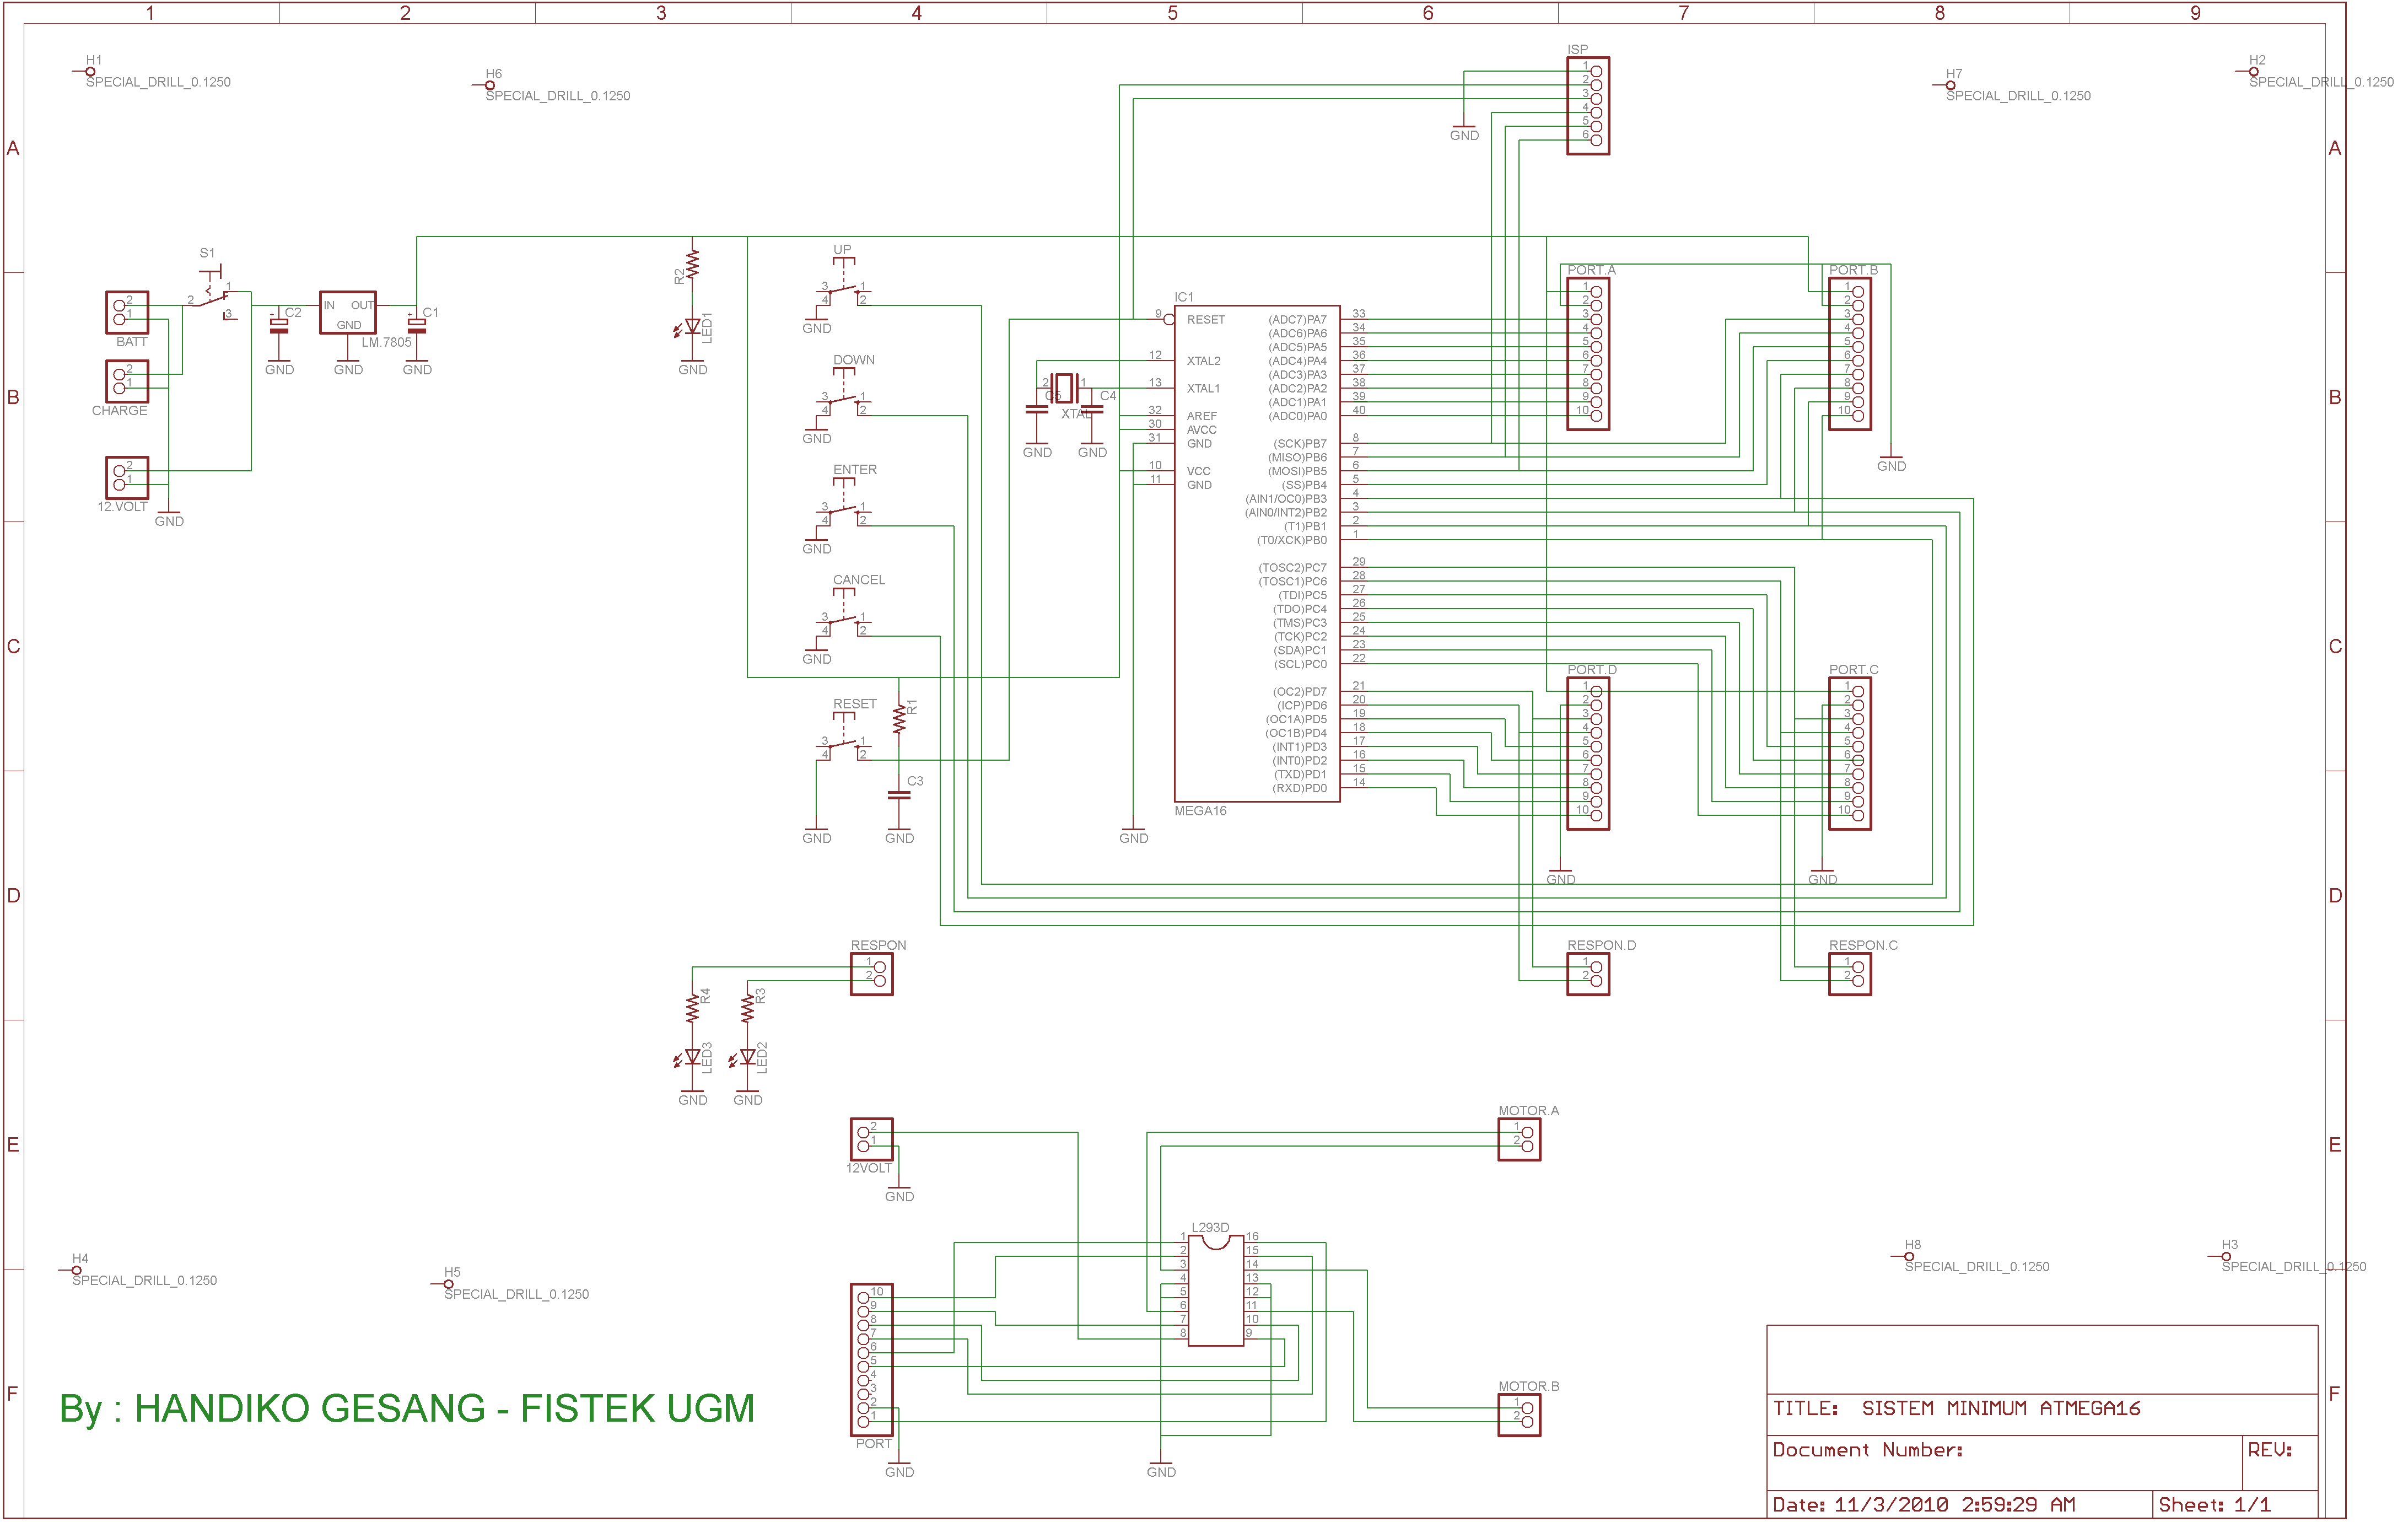 1 2 3 4 5 6 7 8 9
A A
B B
C C
D D
E E
F F
H1
SPECIAL_DRILL_0.1250
H6
SPECIAL_DRILL_0.1250
H7
SPECIAL_DRILL_0.1250
H2
SPECIAL_DRILL_0.1250
ISP
1
2
3
4
5
6
GND
S1
2 1
3
2
1
BATT
2
1
CHARGE
2
1
12.VOLT
GND
C2
GND
IN OUT
GND
LM.7805
GND
C1
GND
R2
LED1
GND
UP
3 1
4 2
GND
DOWN
3 1
4 2
GND
ENTER
3 1
4 2
GND
CANCEL
3 1
4 2
GND
RESET
3 1
4 2
GND
R1
C3
GND
2 1
C5 C4
XTAL
GND GND
IC1
9 RESET (ADC7)PA7 33
(ADC6)PA6 34
(ADC5)PA5 35
12 XTAL2 (ADC4)PA4 36
(ADC3)PA3 37
13 XTAL1 (ADC2)PA2 38
(ADC1)PA1 39
32 AREF (ADC0)PA0 40
30 AVCC
31 GND (SCK)PB7 8
(MISO)PB6 7
10 VCC (MOSI)PB5 6
11 GND (SS)PB4 5
(AIN1/OC0)PB3 4
(AIN0/INT2)PB2 3
(T1)PB1 2
(T0/XCK)PB0 1
(TOSC2)PC7 29
(TOSC1)PC6 28
(TDI)PC5 27
(TDO)PC4 26
(TMS)PC3 25
(TCK)PC2 24
(SDA)PC1 23
(SCL)PC0 22
(OC2)PD7 21
(ICP)PD6 20
(OC1A)PD5 19
(OC1B)PD4 18
(INT1)PD3 17
(INT0)PD2 16
(TXD)PD1 15
(RXD)PD0 14
MEGA16
GND
PORT.A
1
2
3
4
5
6
7
8
9
10
PORT.B
1
2
3
4
5
6
7
8
9
10
GND
PORT.D
1
2
3
4
5
6
7
8
9
10
GND
PORT.C
1
2
3
4
5
6
7
8
9
10
GND
RESPON
1
2
RESPON.D
1
2
RESPON.C
1
2
R4 R3
LED3 LED2
GND GND
2
1
12VOLT
GND
MOTOR.A
1
2
L293D
1 16
2 15
3 14
4 13
5 12
6 11
7 10
8 9
GND
10
9
8
7
6
5
4
3
2
1
PORT
GND
MOTOR.B
1
2
H4
SPECIAL_DRILL_0.1250
H5
SPECIAL_DRILL_0.1250
H8
SPECIAL_DRILL_0.1250
H3
SPECIAL_DRILL_0.1250
By : HANDIKO GESANG - FISTEK UGM
TITLE: SISTEM MINIMUM ATMEGA16
Document Number:
REV:
Date: 11/3/2010 2:59:29 AM
Sheet: 1/1